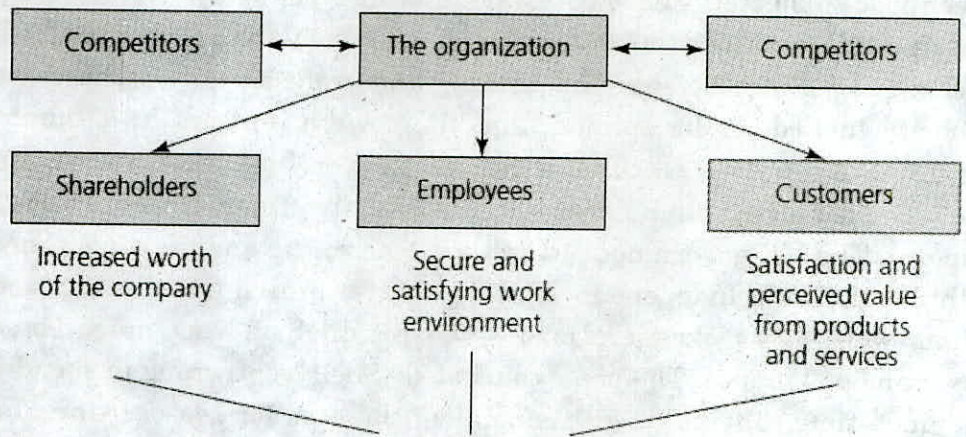 Competitors
The organization
Competitors
Shareholders
Employees
Customers
Increased worth
of the company
Secure and
satisfying work
environment
Satisfaction and
perceived value
from products
and services